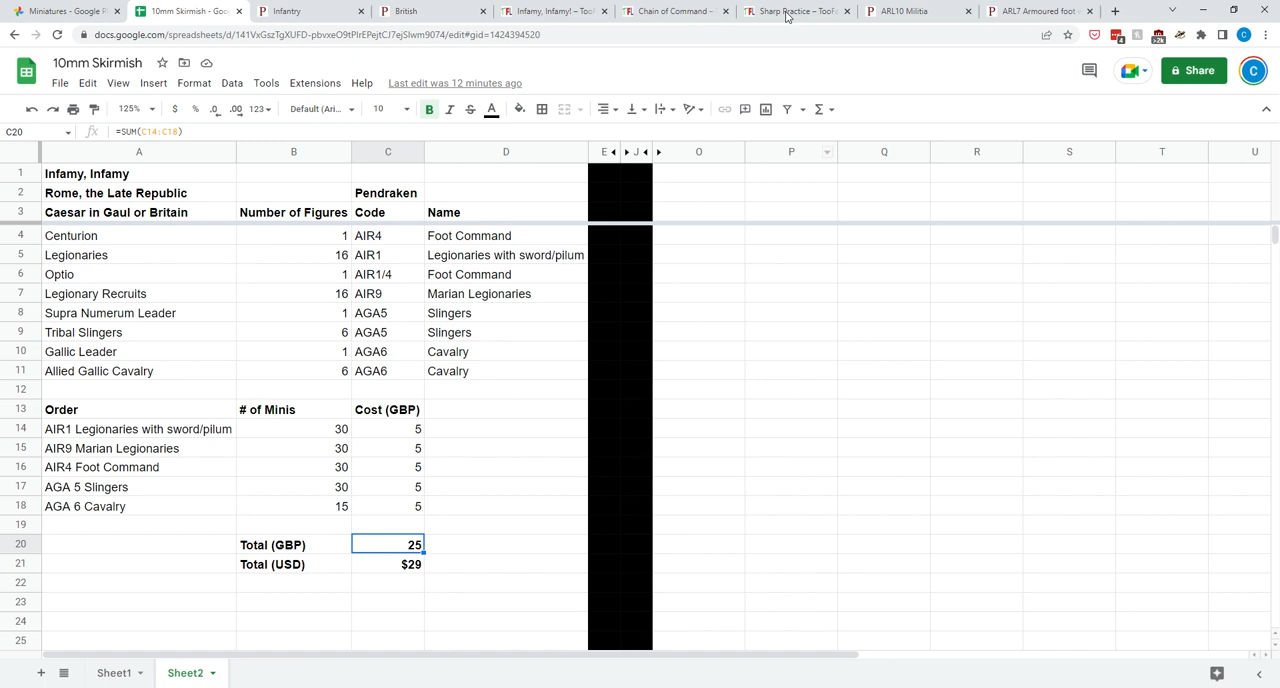 Miniatures - Google P
10mm Skirmish - Goo
Infantry
British
Infamy, Infamy! – Too
Chain of Command –
Sharp Practice – TooFa
ARL10 Militia
ARL7 Armoured foot v
docs.google.com/spreadsheets/d/141VxGszTgXUFD-pbvxeO9tPIrEPejtCJ7ejSIwm9074/edit#gid=1424394520
10mm Skirmish
File Edit View Insert Format Data Tools Extensions Help Last edit was 12 minutes ago
Share
C
125% $ % .0 .00 123 Default (Ari... 10 B I S A
C20 fx =SUM(C14:C18)
A B C D E J O P Q R S T U
1 Infamy, Infamy
2 Rome, the Late Republic Pendraken
3 Caesar in Gaul or Britain Number of Figures Code Name
4 Centurion 1 AIR4 Foot Command
5 Legionaries 16 AIR1 Legionaries with sword/pilum
6 Optio 1 AIR1/4 Foot Command
7 Legionary Recruits 16 AIR9 Marian Legionaries
8 Supra Numerum Leader 1 AGA5 Slingers
9 Tribal Slingers 6 AGA5 Slingers
10 Gallic Leader 1 AGA6 Cavalry
11 Allied Gallic Cavalry 6 AGA6 Cavalry
12
13 Order # of Minis Cost (GBP)
14 AIR1 Legionaries with sword/pilum 30 5
15 AIR9 Marian Legionaries 30 5
16 AIR4 Foot Command 30 5
17 AGA 5 Slingers 30 5
18 AGA 6 Cavalry 15 5
19
20 Total (GBP) 25
21 Total (USD) $29
22
23
24
25
Sheet1 Sheet2